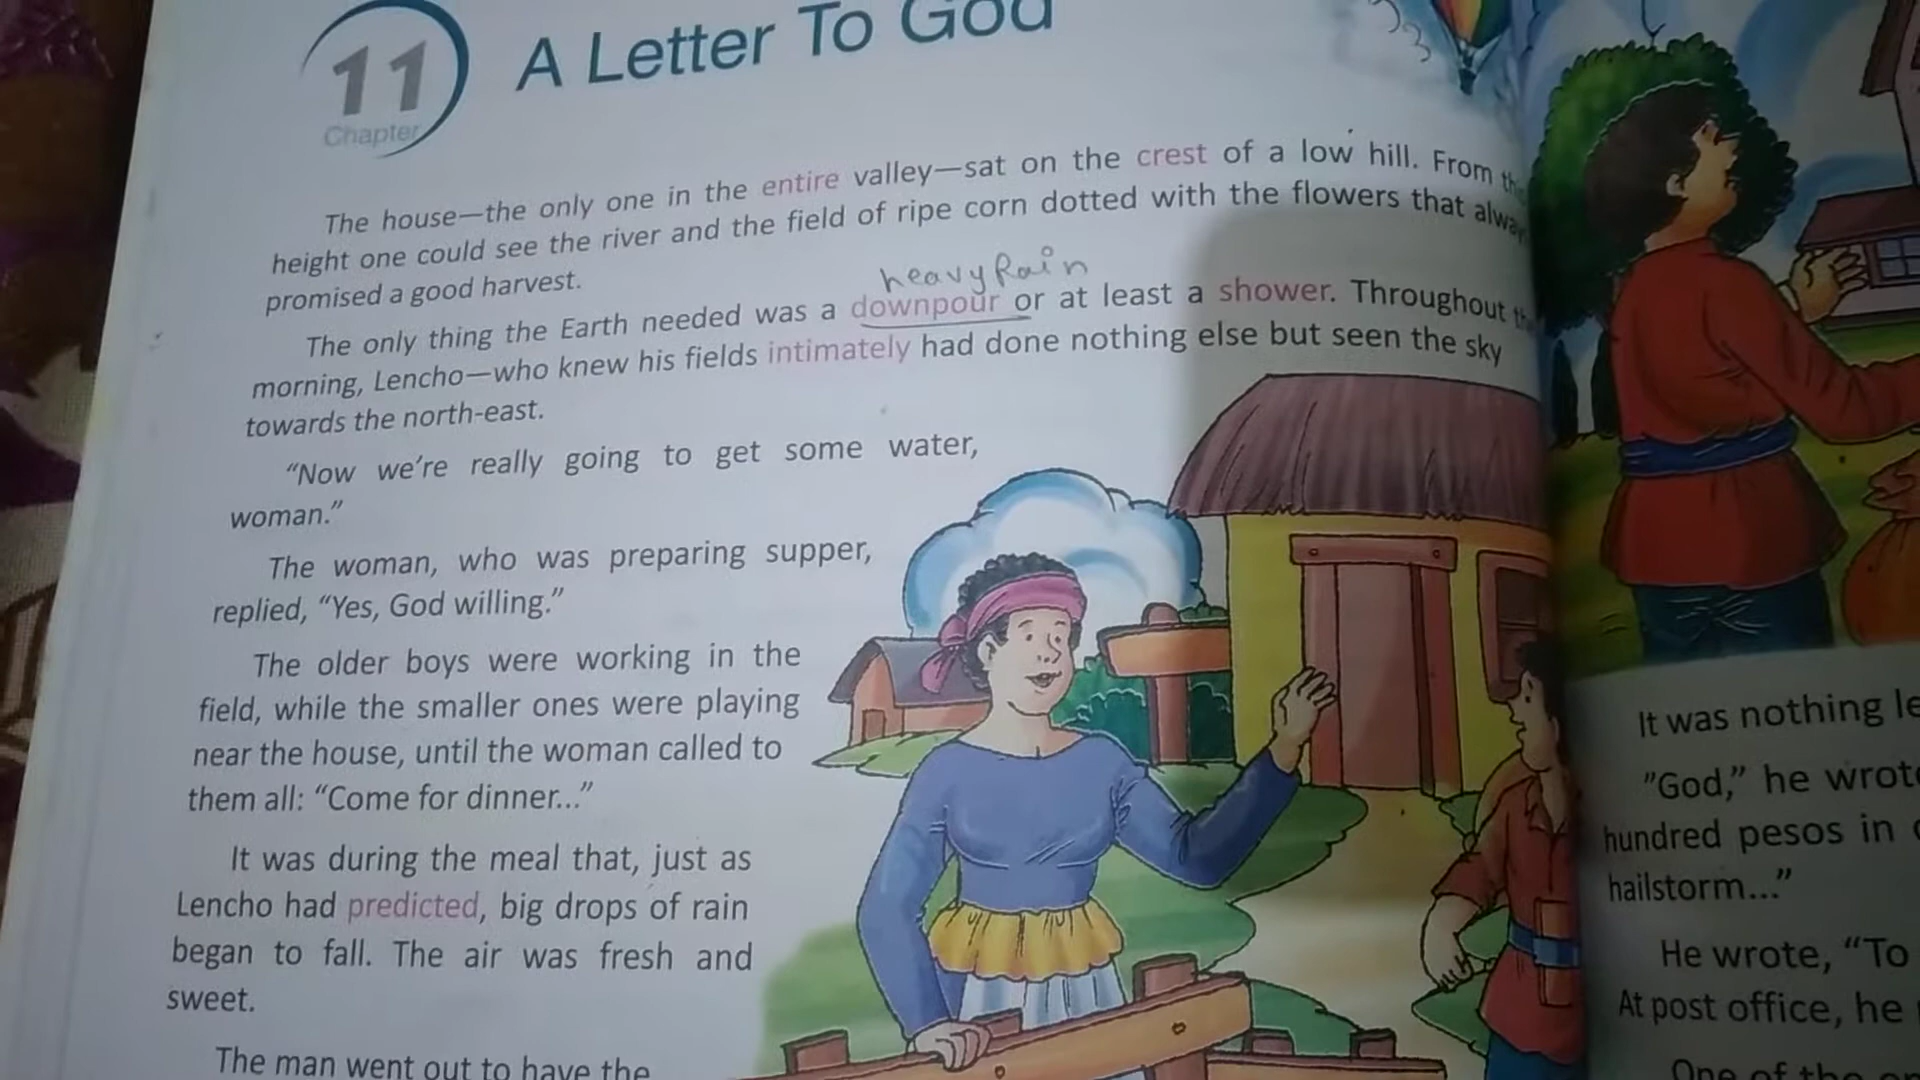 11
Chapter
A Letter To God
The house—the only one in the entire valley—sat on the crest of a low hill. From
height one could see the river and the field of ripe corn dotted with the flowers that
promised a good harvest.
heavy Rain
The only thing the Earth needed was a downpour or at least a shower. Throughout
morning, Lencho—who knew his fields intimately had done nothing else but seen the sky
towards the north-east.
“Now we’re really going to get some water,
woman.”
The woman, who was preparing supper,
replied, “Yes, God willing.”
The older boys were working in the
field, while the smaller ones were playing
near the house, until the woman called to
them all: “Come for dinner...”
It was during the meal that, just as
Lencho had predicted, big drops of rain
began to fall. The air was fresh and
sweet.
The man went out to have the
It was nothing
”God,” he
hundred pesos in
hailstorm...”
He wrote, “To
At post office, he
One of the